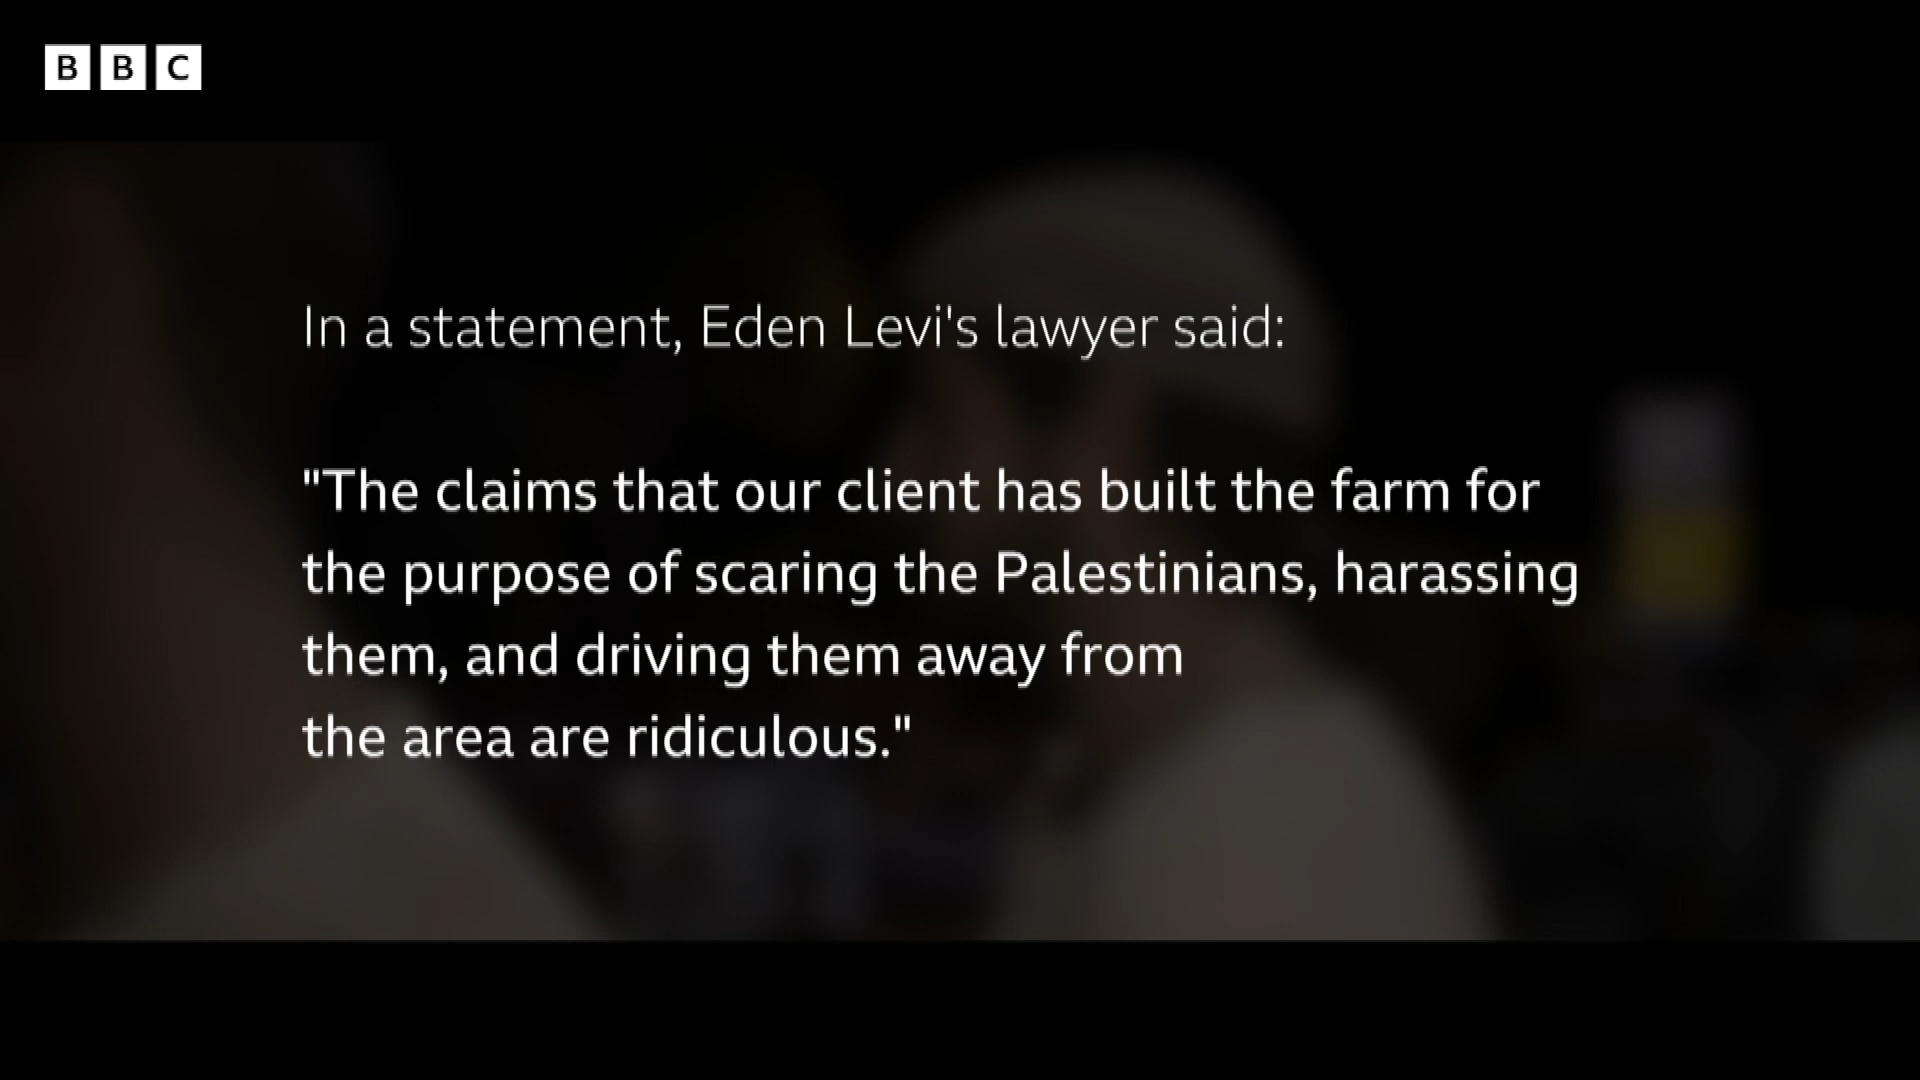 BBC
In a statement, Eden Levi's lawyer said:
"The claims that our client has built the farm for
the purpose of scaring the Palestinians, harassing
them, and driving them away from
the area are ridiculous."